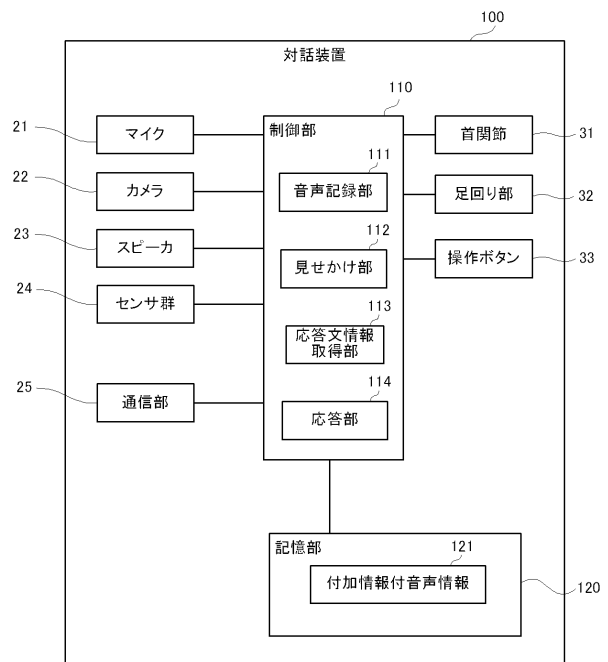 100
対話装置
110
21
マイク
制御部
首関節
31
111
22
カメラ
音声記録部
足回り部
32
23
スピーカ
112
見せかけ部
操作ボタン
33
24
センサ群
113
応答文情報
取得部
25
通信部
114
応答部
記憶部
121
付加情報付音声情報
120